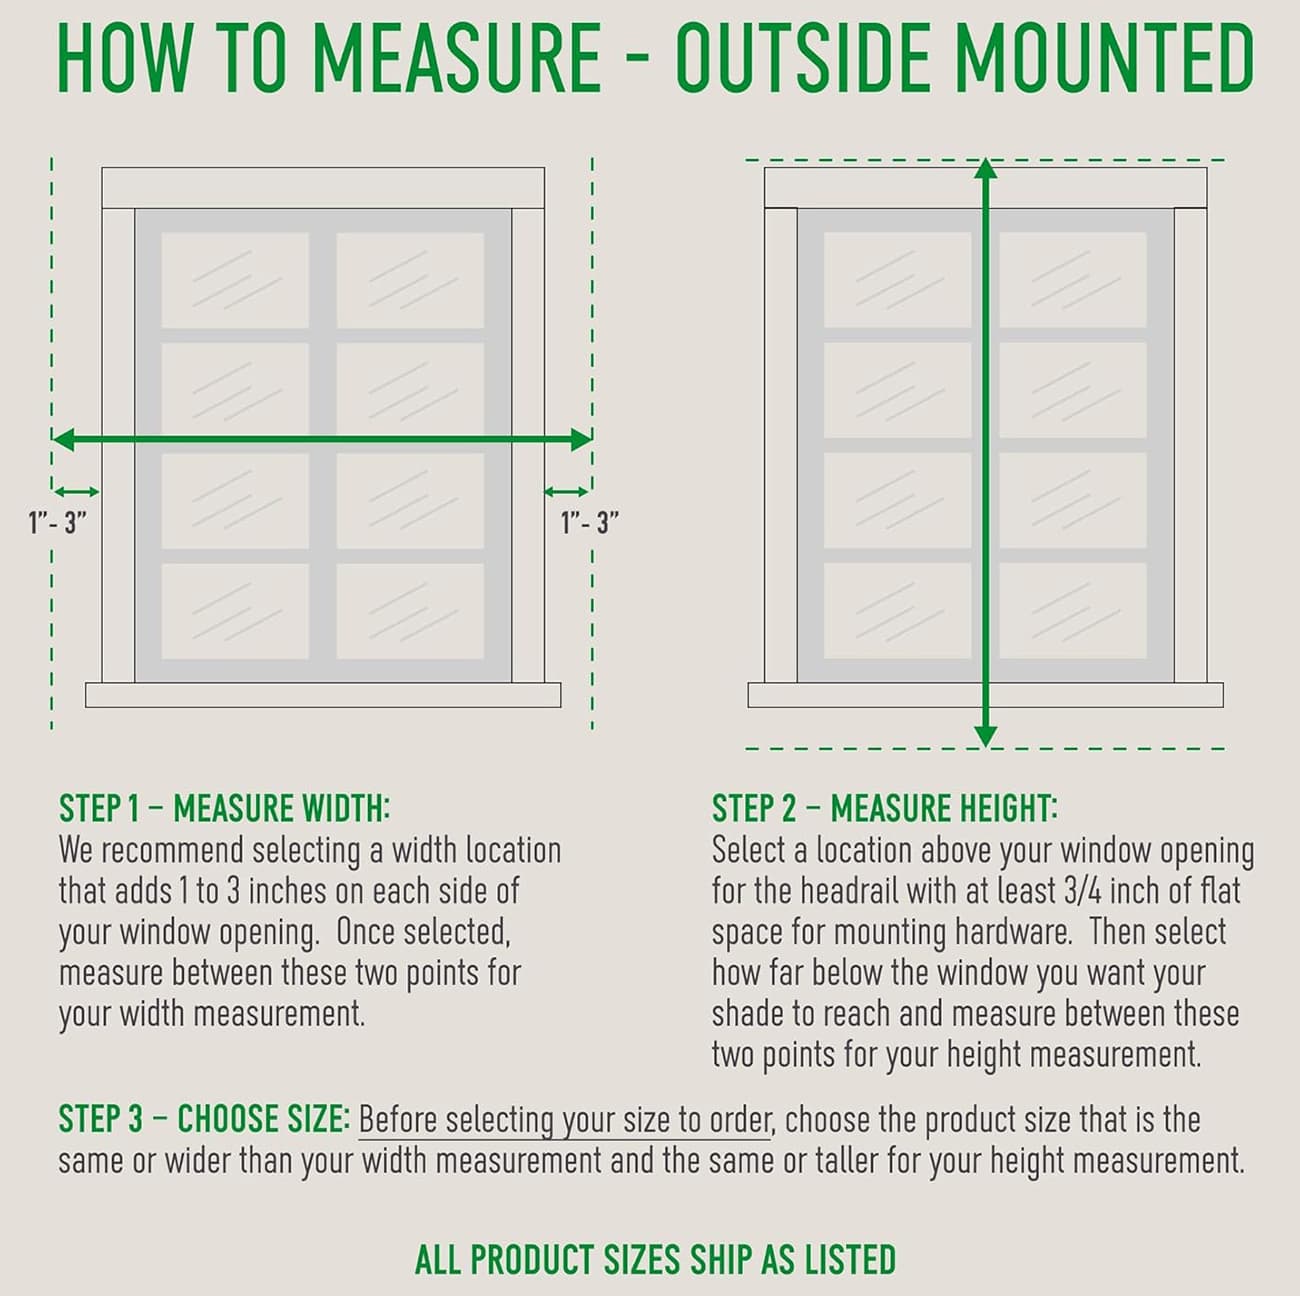 HOW TO MEASURE - OUTSIDE MOUNTED
1”- 3”
1”- 3”
STEP 1 – MEASURE WIDTH:
We recommend selecting a width location
that adds 1 to 3 inches on each side of
your window opening.  Once selected,
measure between these two points for
your width measurement.
STEP 2 – MEASURE HEIGHT:
Select a location above your window opening
for the headrail with at least 3/4 inch of flat
space for mounting hardware.  Then select
how far below the window you want your
shade to reach and measure between these
two points for your height measurement.
STEP 3 – CHOOSE SIZE: Before selecting your size to order, choose the product size that is the
same or wider than your width measurement and the same or taller for your height measurement.
ALL PRODUCT SIZES SHIP AS LISTED